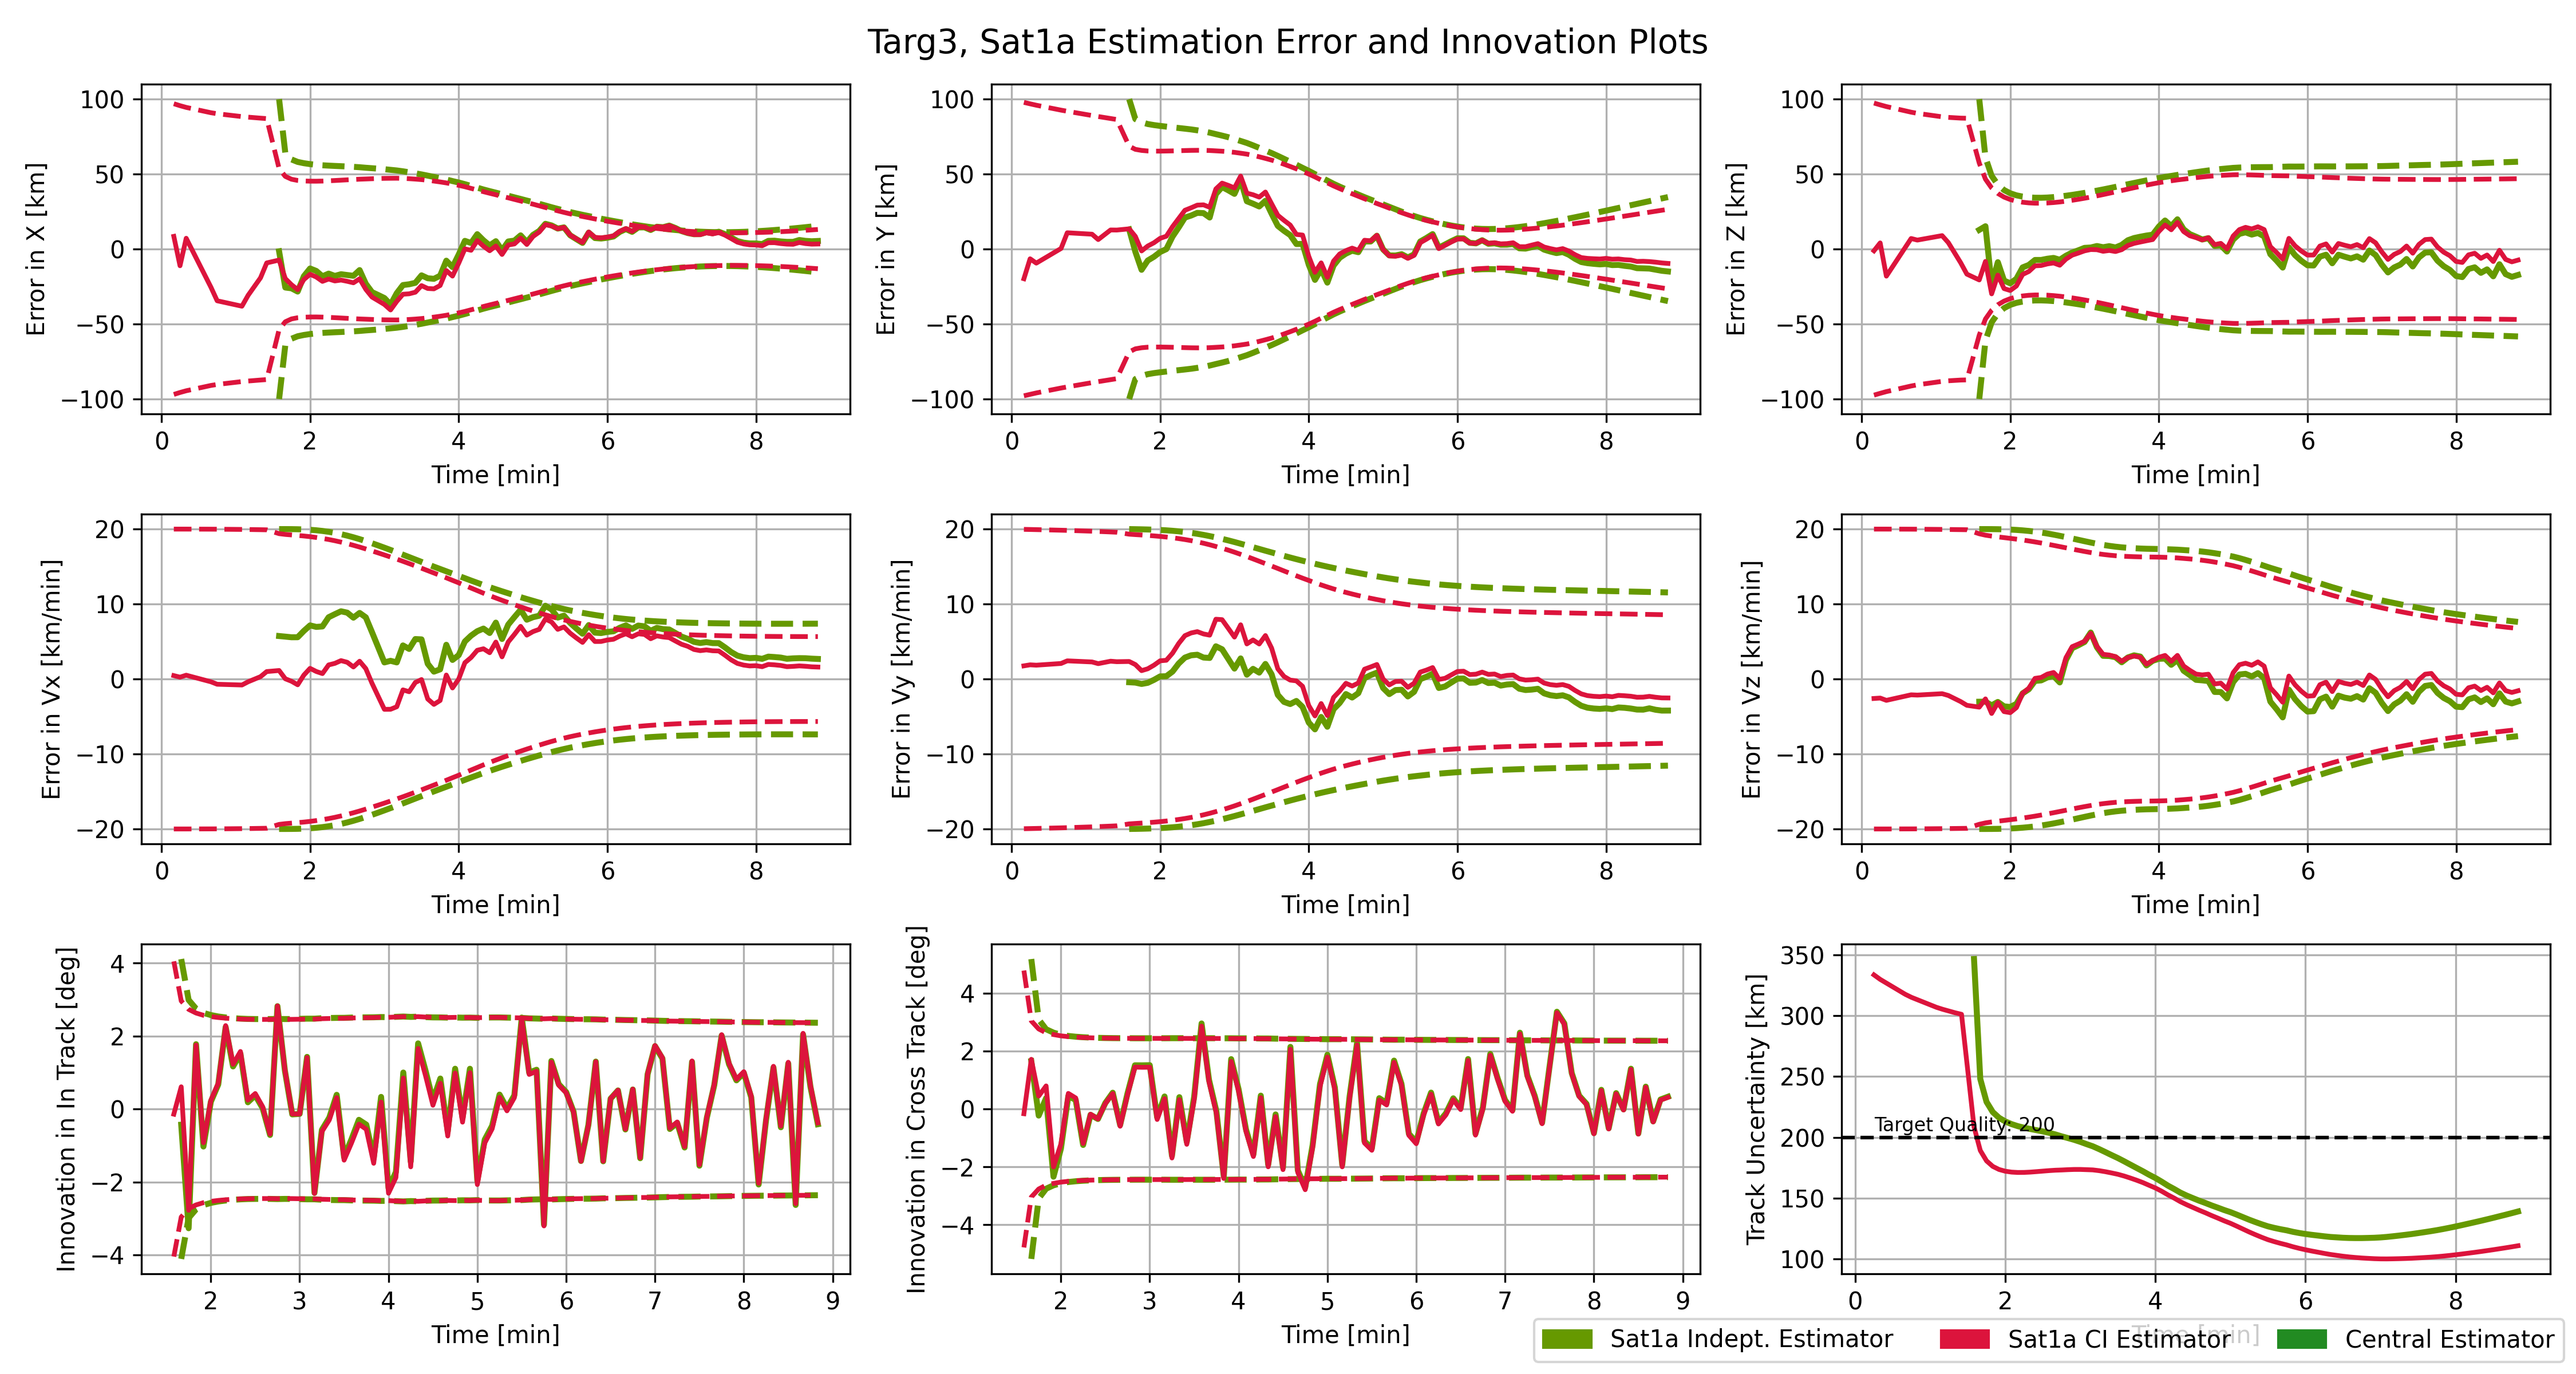 Targ3, Sat1a Estimation Error and Innovation Plots
Error in X [km]
100
50
0
−50
−100
0 2 4 6 8
Time [min]
Error in Y [km]
100
50
0
−50
−100
0 2 4 6 8
Time [min]
Error in Z [km]
100
50
0
−50
−100
0 2 4 6 8
Time [min]
Error in Vx [km/min]
20
10
0
−10
−20
0 2 4 6 8
Time [min]
Error in Vy [km/min]
20
10
0
−10
−20
0 2 4 6 8
Time [min]
Error in Vz [km/min]
20
10
0
−10
−20
0 2 4 6 8
Time [min]
Innovation in In Track [deg]
4
2
0
−2
−4
2 3 4 5 6 7 8 9
Time [min]
Innovation in Cross Track [deg]
4
2
0
−2
−4
2 3 4 5 6 7 8 9
Time [min]
Track Uncertainty [km]
350
300
250
200
150
100
Target Quality: 200
0 2 4 6 8
Time [min]
Sat1a Indept. Estimator Sat1a CI Estimator Central Estimator